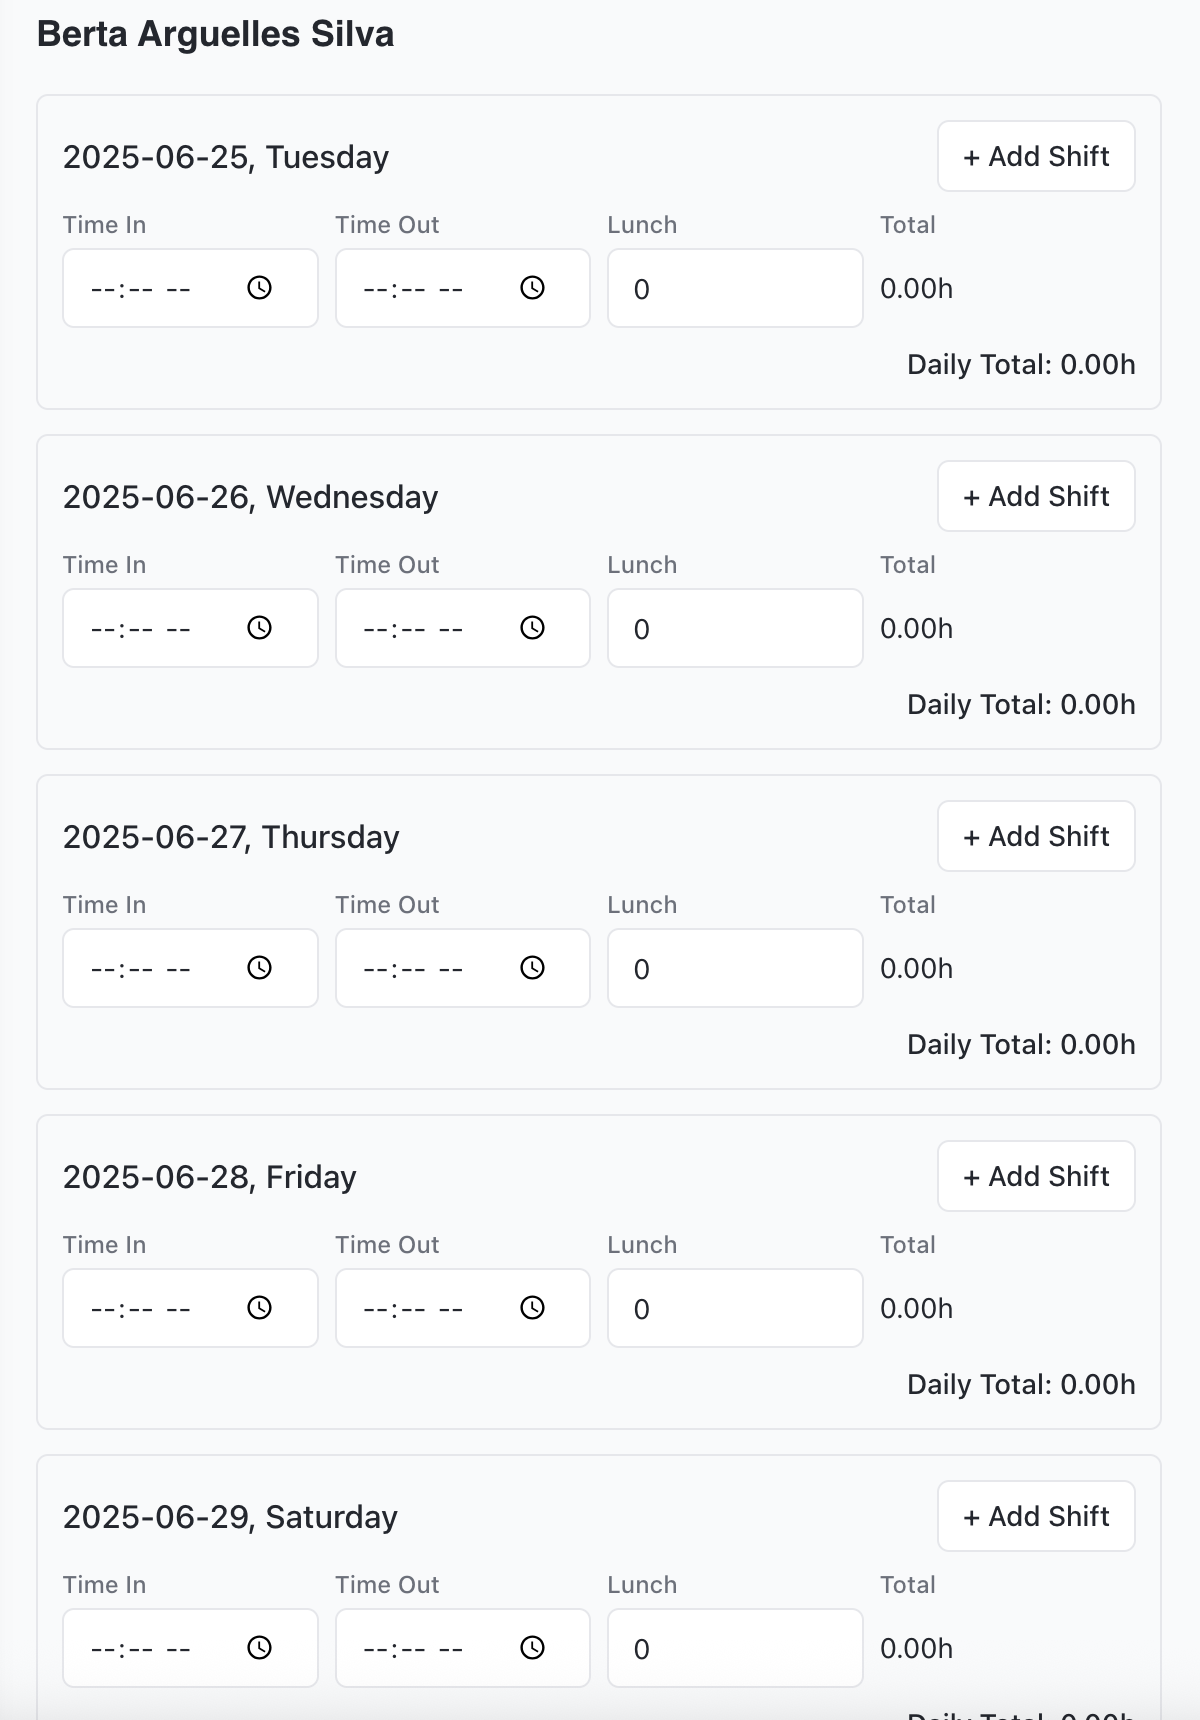 Berta Arguelles Silva
2025-06-25, Tuesday
+ Add Shift
Time In Time Out Lunch Total
--:-- -- --:-- -- 0 0.00h
Daily Total: 0.00h
2025-06-26, Wednesday
+ Add Shift
Time In Time Out Lunch Total
--:-- -- --:-- -- 0 0.00h
Daily Total: 0.00h
2025-06-27, Thursday
+ Add Shift
Time In Time Out Lunch Total
--:-- -- --:-- -- 0 0.00h
Daily Total: 0.00h
2025-06-28, Friday
+ Add Shift
Time In Time Out Lunch Total
--:-- -- --:-- -- 0 0.00h
Daily Total: 0.00h
2025-06-29, Saturday
+ Add Shift
Time In Time Out Lunch Total
--:-- -- --:-- -- 0 0.00h
Daily Total: 0.00h